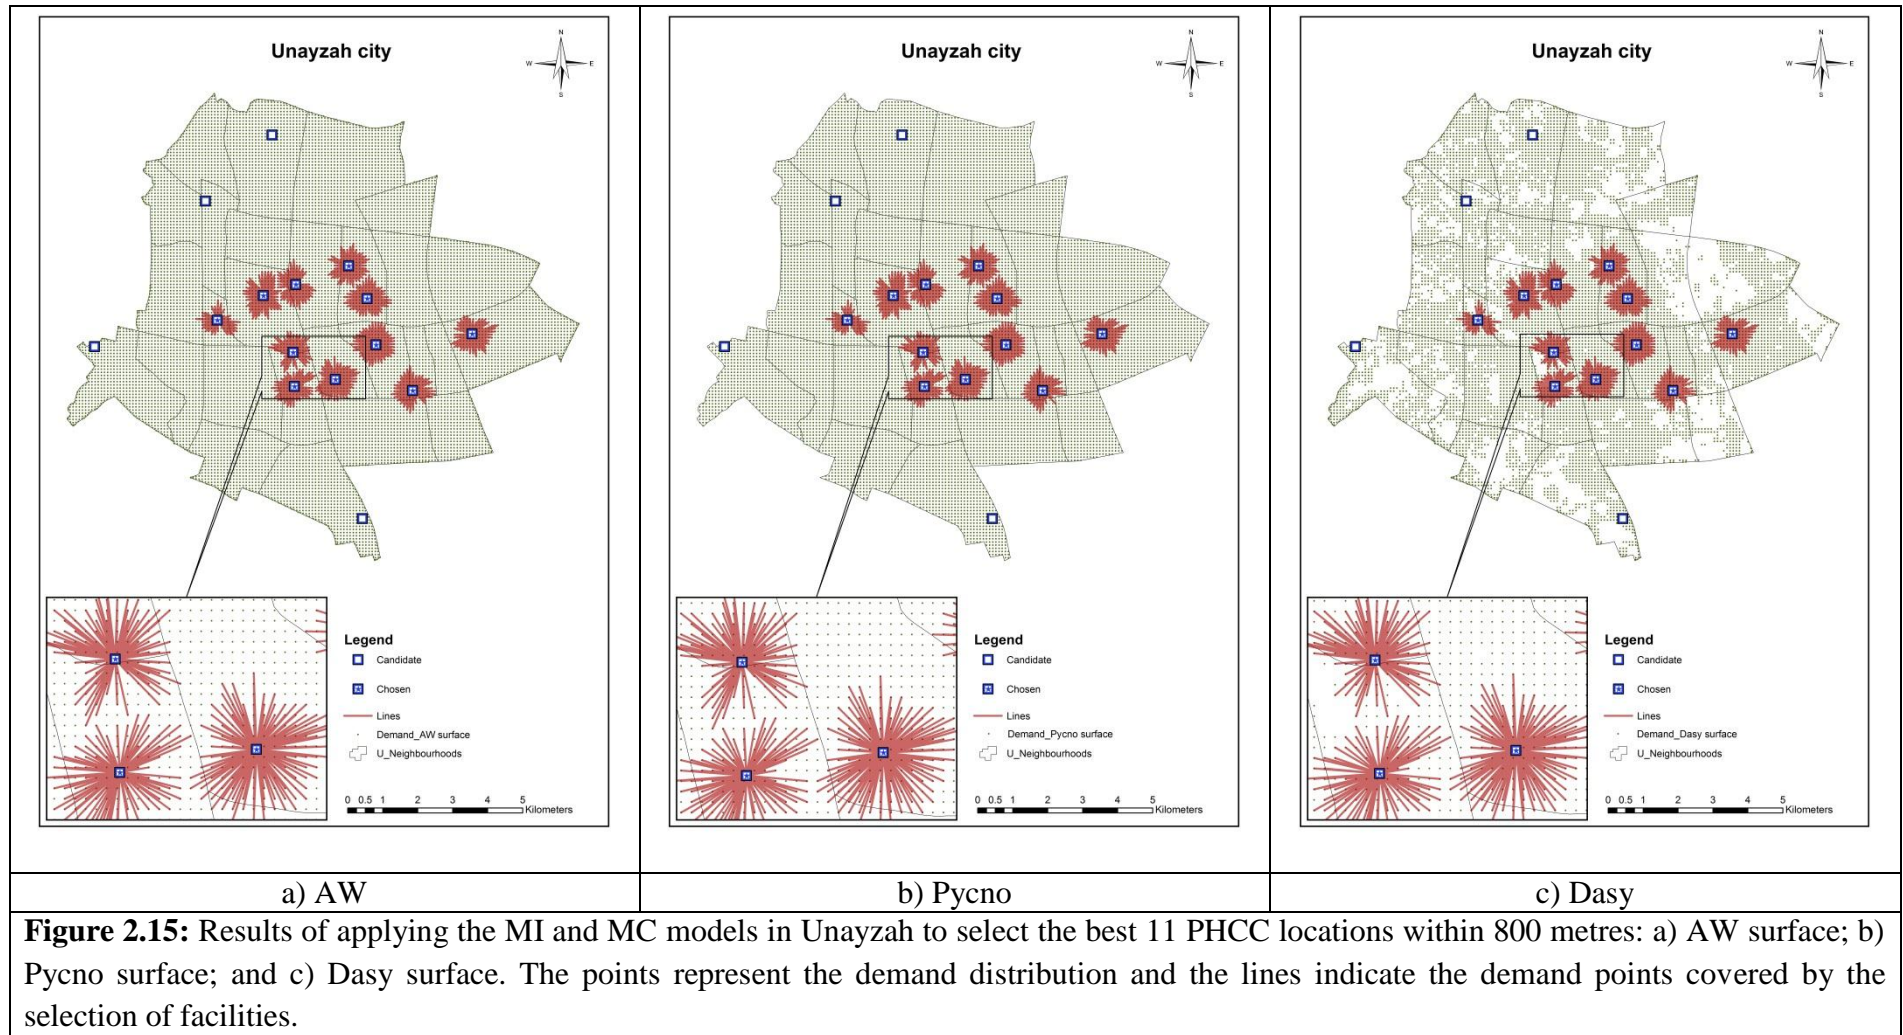 Unayzah city
N
W E
S
Legend
Candidate
Chosen
Lines
Demand_AW surface
U_Neighbourhoods
0 0.5 1 2 3 4 5
Kilometers
Unayzah city
N
W E
S
Legend
Candidate
Chosen
Lines
Demand_Pycno surface
U_Neighbourhoods
0 0.5 1 2 3 4 5
Kilometers
Unayzah city
N
W E
S
Legend
Candidate
Chosen
Lines
Demand_Dasy surface
U_Neighbourhoods
0 0.5 1 2 3 4 5
Kilometers
a) AW
b) Pycno
c) Dasy
Figure 2.15: Results of applying the MI and MC models in Unayzah to select the best 11 PHCC locations within 800 metres: a) AW surface; b)
Pycno surface; and c) Dasy surface. The points represent the demand distribution and the lines indicate the demand points covered by the
selection of facilities.